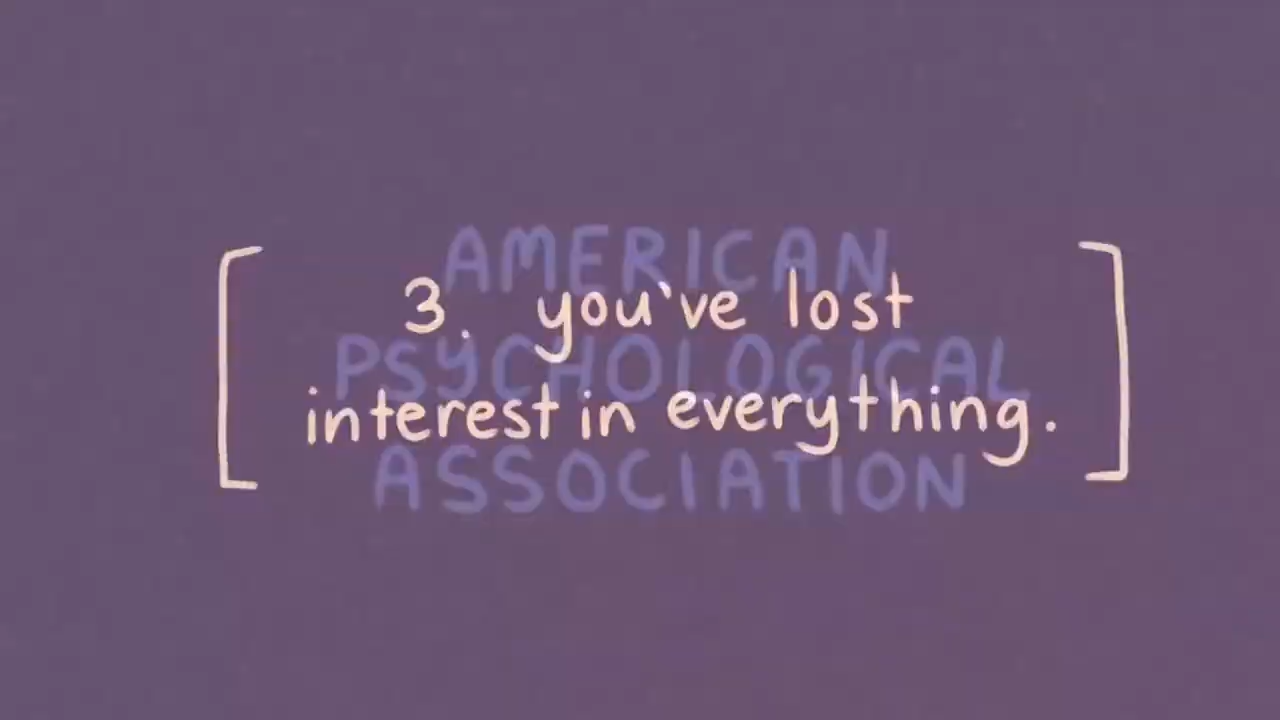 AMERICAN
3. you've lost
PSYCHOLOGICAL
interest in everything.
ASSOCIATION